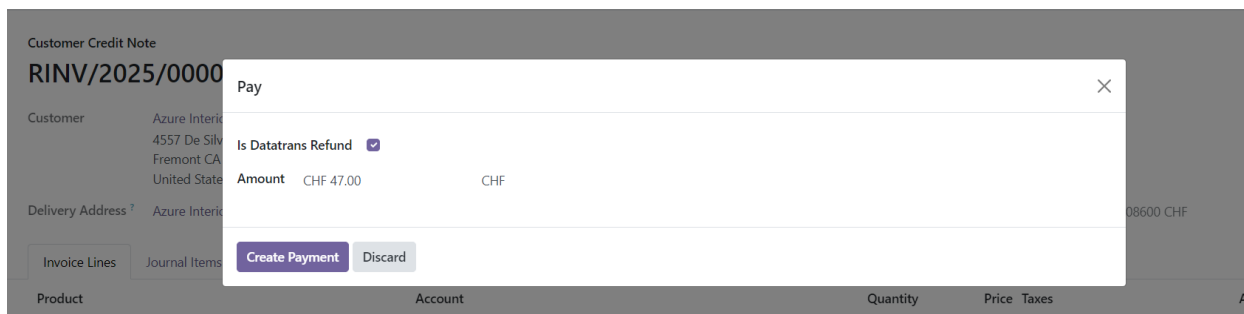 Customer Credit Note
RINV/2025/0000
Pay
Customer
Azure Interio
4557 De Silv
Fremont CA
United State
Is Datatrans Refund
Amount CHF 47.00 CHF
Delivery Address ? Azure Interio
08600 CHF
Create Payment Discard
Invoice Lines Journal Items
Product Account Quantity Price Taxes A